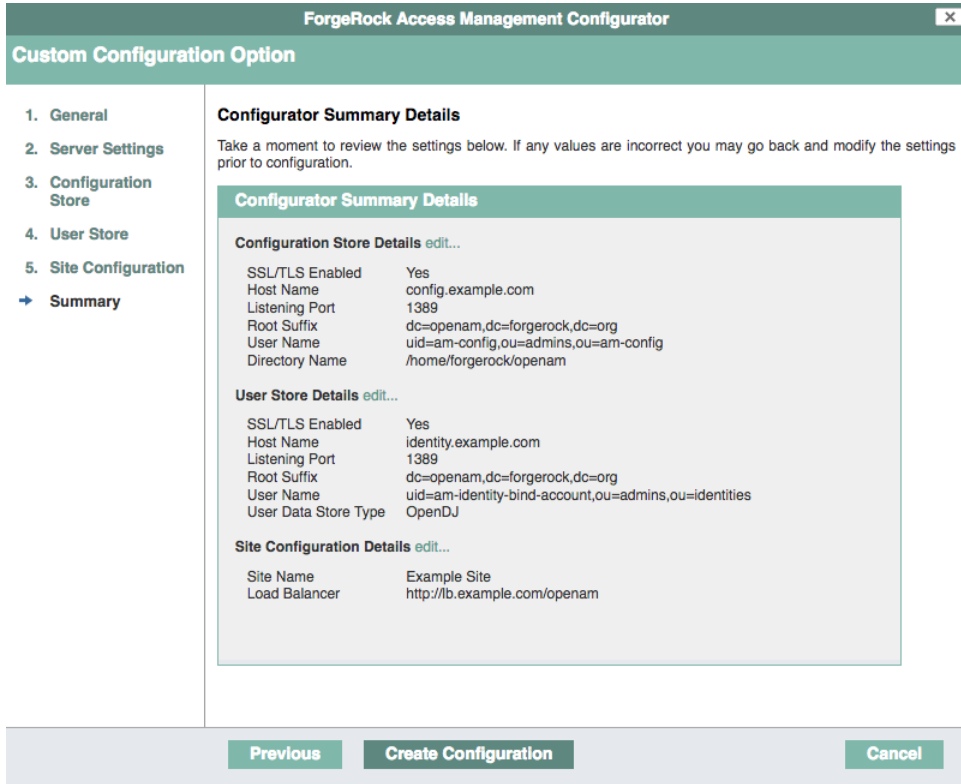 ForgeRock Access Management Configurator
Custom Configuration Option
1. General
2. Server Settings
3. Configuration
Store
4. User Store
5. Site Configuration
Summary
Configurator Summary Details
Take a moment to review the settings below. If any values are incorrect you may go back and modify the settings
prior to configuration.
Configurator Summary Details
Configuration Store Details edit...
SSL/TLS Enabled Yes
Host Name config.example.com
Listening Port 1389
Root Suffix dc=openam,dc=forgerock,dc=org
User Name uid=am-config,ou=admins,ou=am-config
Directory Name /home/forgerock/openam
User Store Details edit...
SSL/TLS Enabled Yes
Host Name identity.example.com
Listening Port 1389
Root Suffix dc=openam,dc=forgerock,dc=org
User Name uid=am-identity-bind-account,ou=admins,ou=identities
User Data Store Type OpenDJ
Site Configuration Details edit...
Site Name Example Site
Load Balancer http://lb.example.com/openam
Previous Create Configuration Cancel